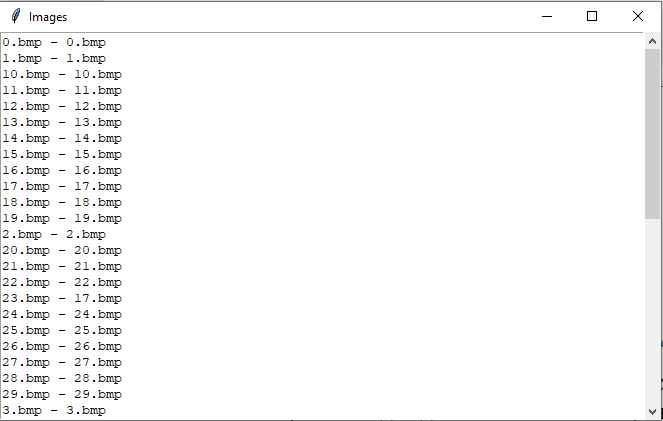 Images
0.bmp - 0.bmp
1.bmp - 1.bmp
10.bmp - 10.bmp
11.bmp - 11.bmp
12.bmp - 12.bmp
13.bmp - 13.bmp
14.bmp - 14.bmp
15.bmp - 15.bmp
16.bmp - 16.bmp
17.bmp - 17.bmp
18.bmp - 18.bmp
19.bmp - 19.bmp
2.bmp - 2.bmp
20.bmp - 20.bmp
21.bmp - 21.bmp
22.bmp - 22.bmp
23.bmp - 17.bmp
24.bmp - 24.bmp
25.bmp - 25.bmp
26.bmp - 26.bmp
27.bmp - 27.bmp
28.bmp - 28.bmp
29.bmp - 29.bmp
3.bmp - 3.bmp